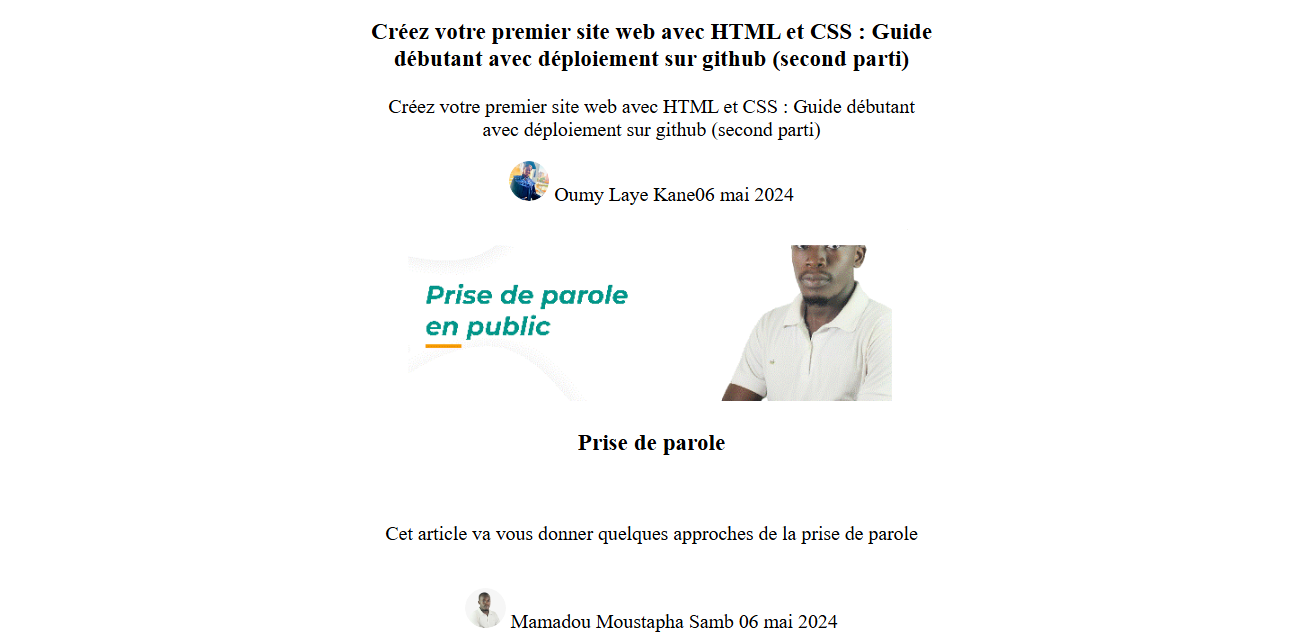 Créez votre premier site web avec HTML et CSS : Guide
débutant avec déploiement sur github (second parti)
Créez votre premier site web avec HTML et CSS : Guide débutant
avec déploiement sur github (second parti)
Oumy Laye Kane06 mai 2024
Prise de parole
en public
Prise de parole
Cet article va vous donner quelques approches de la prise de parole
Mamadou Moustapha Samb 06 mai 2024